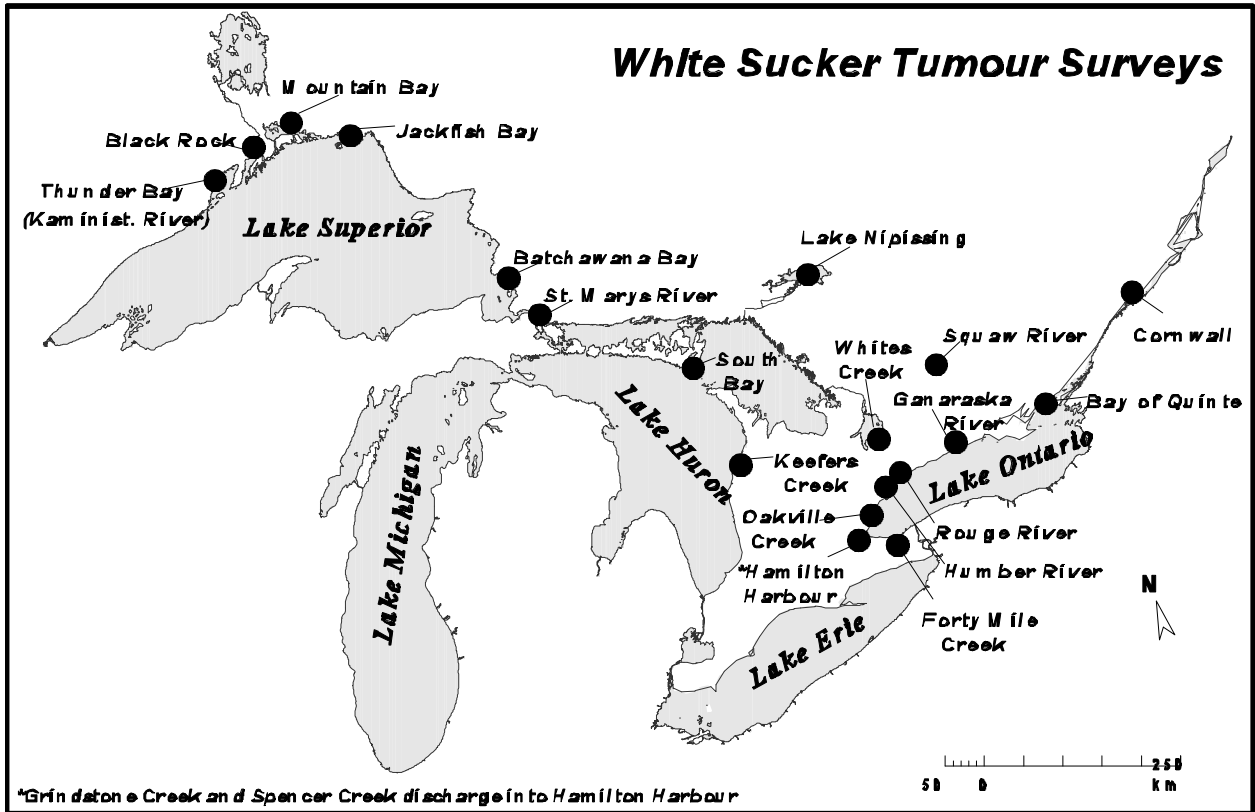 White Sucker Tumour Surveys
Mountain Bay
Black Rock
Jackfish Bay
Thunder Bay
(Kaminist. River)
Lake Superior
Batchawana Bay
St. Marys River
Lake Nipissing
South
Bay
Whites
Creek
Squaw River
Cornwall
Ganaraska
River
Bay of Quinte
Lake Huron
Lake Michigan
Keefers
Creek
Lake Ontario
Oakville
Creek
Rouge River
*Hamilton
Harbour
Humber River
Forty Mile
Creek
Lake Erie
N
50 0 250
km
*Grindstone Creek and Spencer Creek discharge into Hamilton Harbour